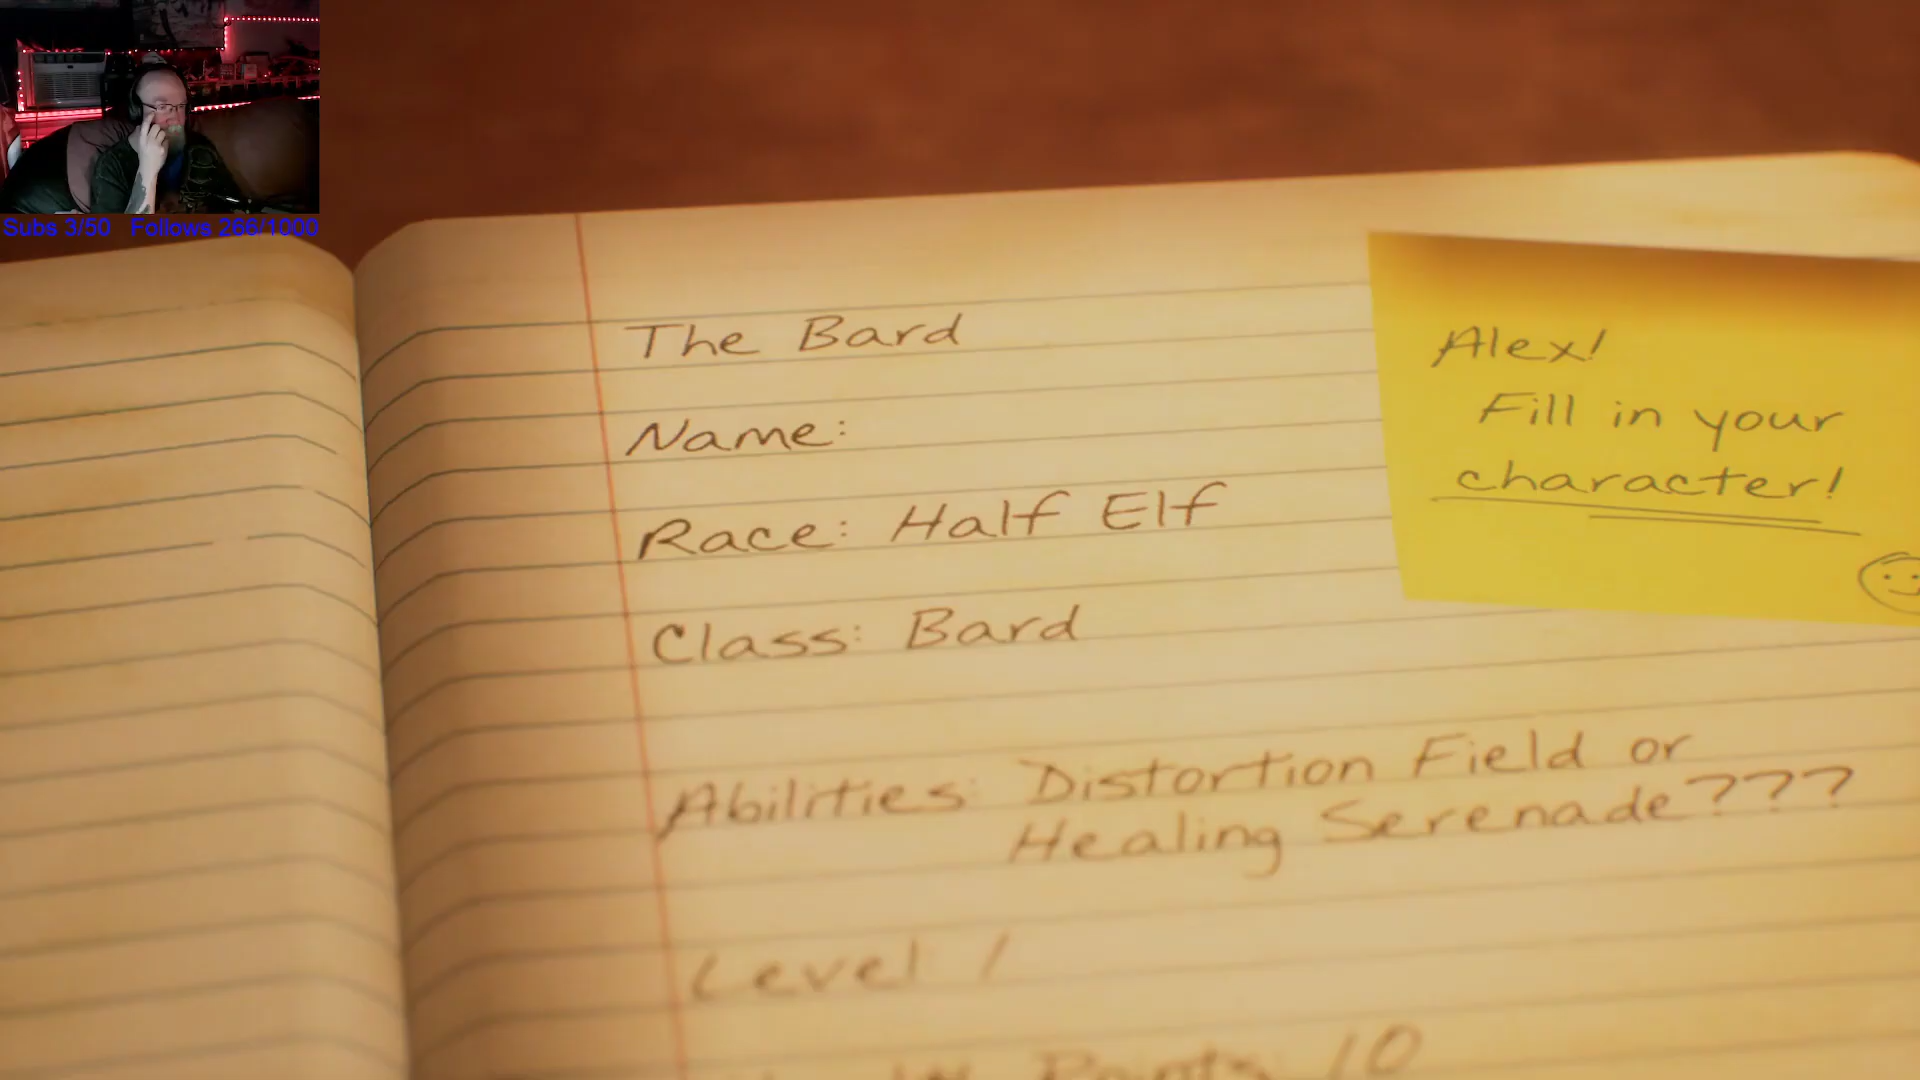 Subs 3/50 Follows 266/1000
The Bard
Name:
Race: Half Elf
Class: Bard
Abilities: Distortion Field or
Healing Serenade???
Level 1
Points 10
Alex!
Fill in your
character!